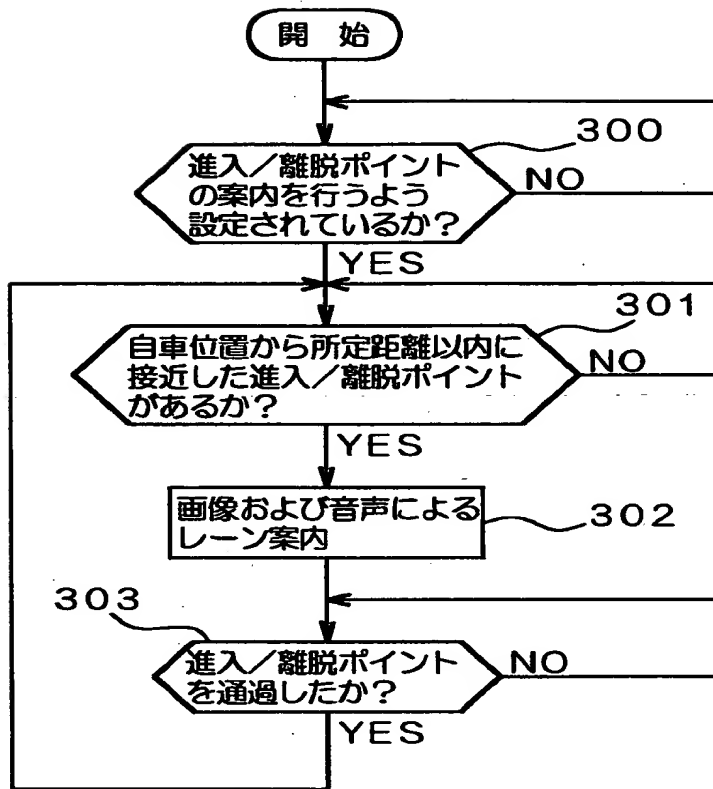 開 始
300
進入／離脱ポイント
の案内を行うよう
設定されているか？
NO
YES
301
自車位置から所定距離以内に
接近した進入／離脱ポイント
があるか？
NO
YES
画像および音声による
レーン案内
302
303
進入／離脱ポイント
を通過したか？
NO
YES